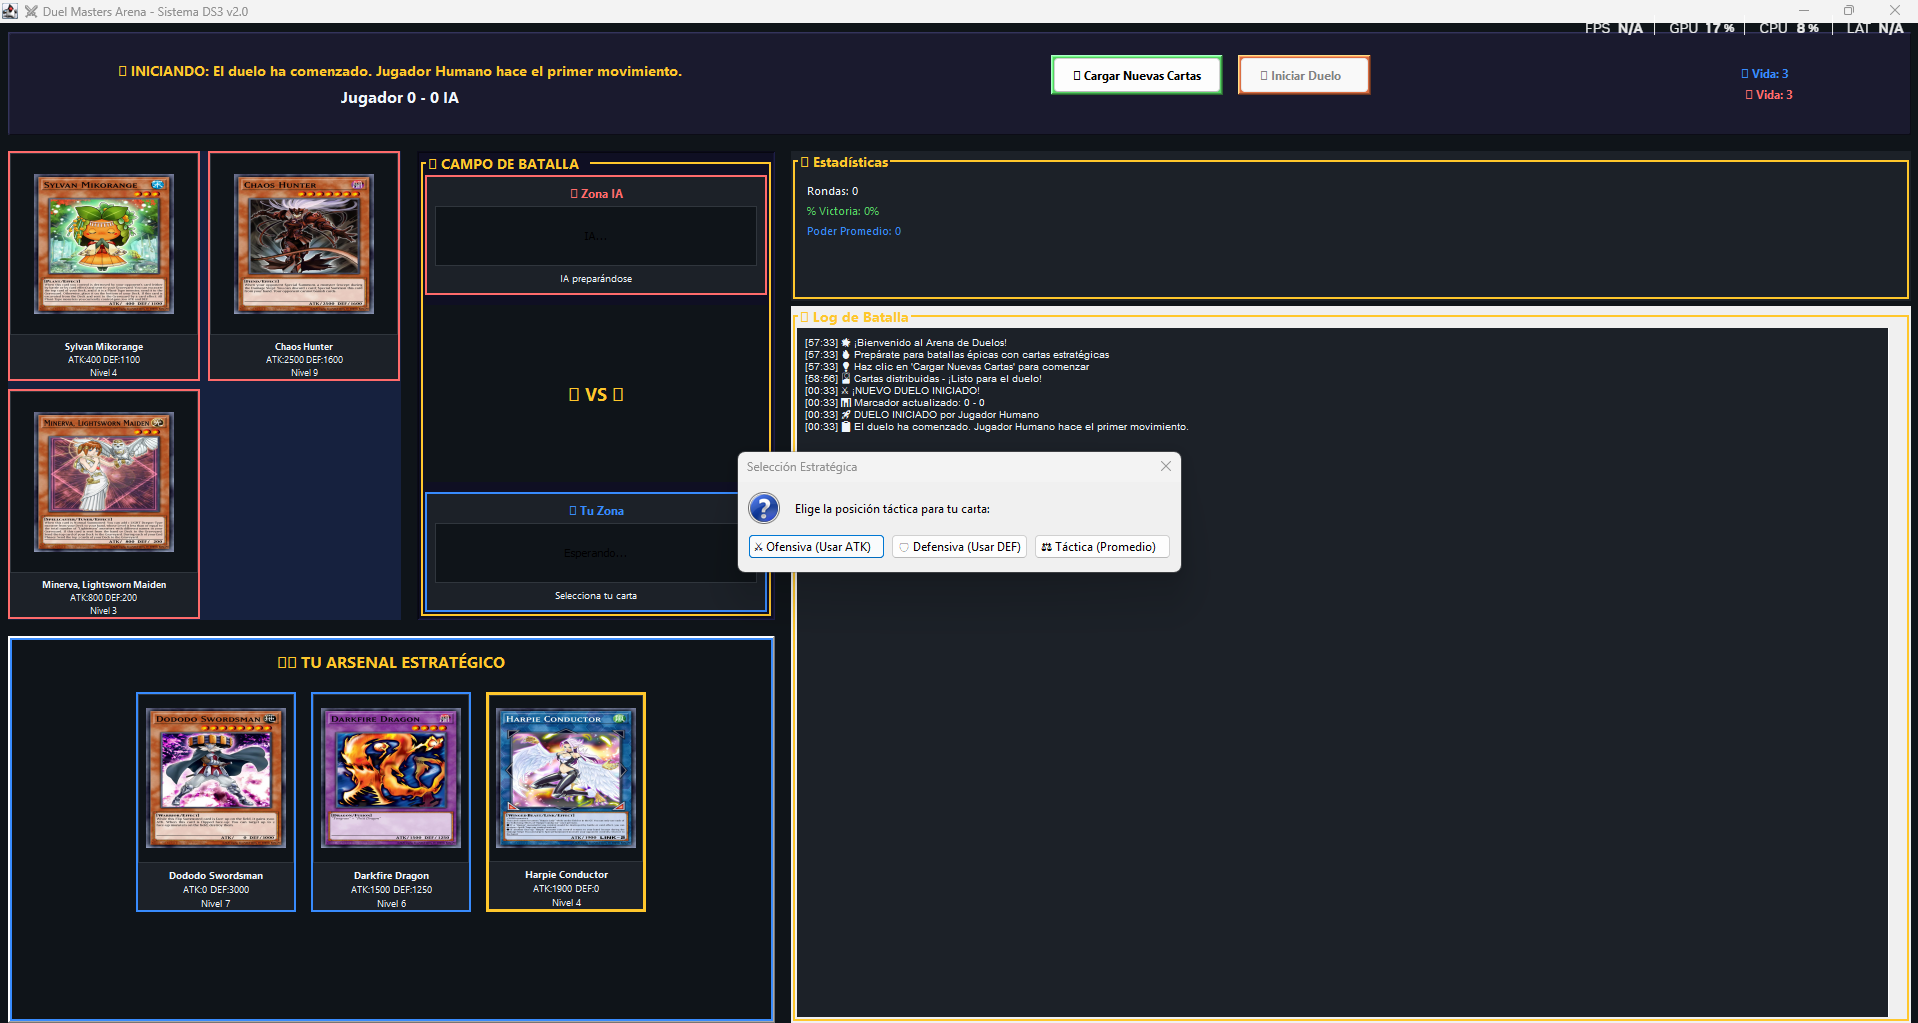 Duel Masters Arena - Sistema DS3 v2.0
FPS N/A | GPU 17% | CPU 8% | LAT N/A
INICIANDO: El duelo ha comenzado. Jugador Humano hace el primer movimiento.
Jugador 0 - 0 IA
Cargar Nuevas Cartas
Iniciar Duelo
Vida: 3
Vida: 3
SYLVAN MIKORANGE
Sylvan Mikorange
ATK:400 DEF:1100
Nivel 4
CHAOS HUNTER
Chaos Hunter
ATK:2500 DEF:1600
Nivel 9
MINERVA, LIGHTSWORN MAIDEN
Minerva, Lightsworn Maiden
ATK:800 DEF:200
Nivel 3
CAMPO DE BATALLA
Zona IA
IA...
IA preparándose
VS
Tu Zona
Esperando...
Selecciona tu carta
Estadísticas
Rondas: 0
% Victoria: 0%
Poder Promedio: 0
Log de Batalla
[57:33] ¡Bienvenido al Arena de Duelos!
[57:33] Prepárate para batallas épicas con cartas estratégicas
[57:33] Haz clic en 'Cargar Nuevas Cartas' para comenzar
[58:56] Cartas distribuidas - ¡Listo para el duelo!
[00:33] ⚔ ¡NUEVO DUELO INICIADO!
[00:33] Marcador actualizado: 0 - 0
[00:33] DUELO INICIADO por Jugador Humano
[00:33] El duelo ha comenzado. Jugador Humano hace el primer movimiento.
Selección Estratégica
Elige la posición táctica para tu carta:
⚔ Ofensiva (Usar ATK)
Defensiva (Usar DEF)
⚖ Táctica (Promedio)
TU ARSENAL ESTRATÉGICO
DODODO SWORDSMAN
Dododo Swordsman
ATK:0 DEF:3000
Nivel 7
DARKFIRE DRAGON
Darkfire Dragon
ATK:1500 DEF:1250
Nivel 6
HARPIE CONDUCTOR
Harpie Conductor
ATK:1900 DEF:0
Nivel 4